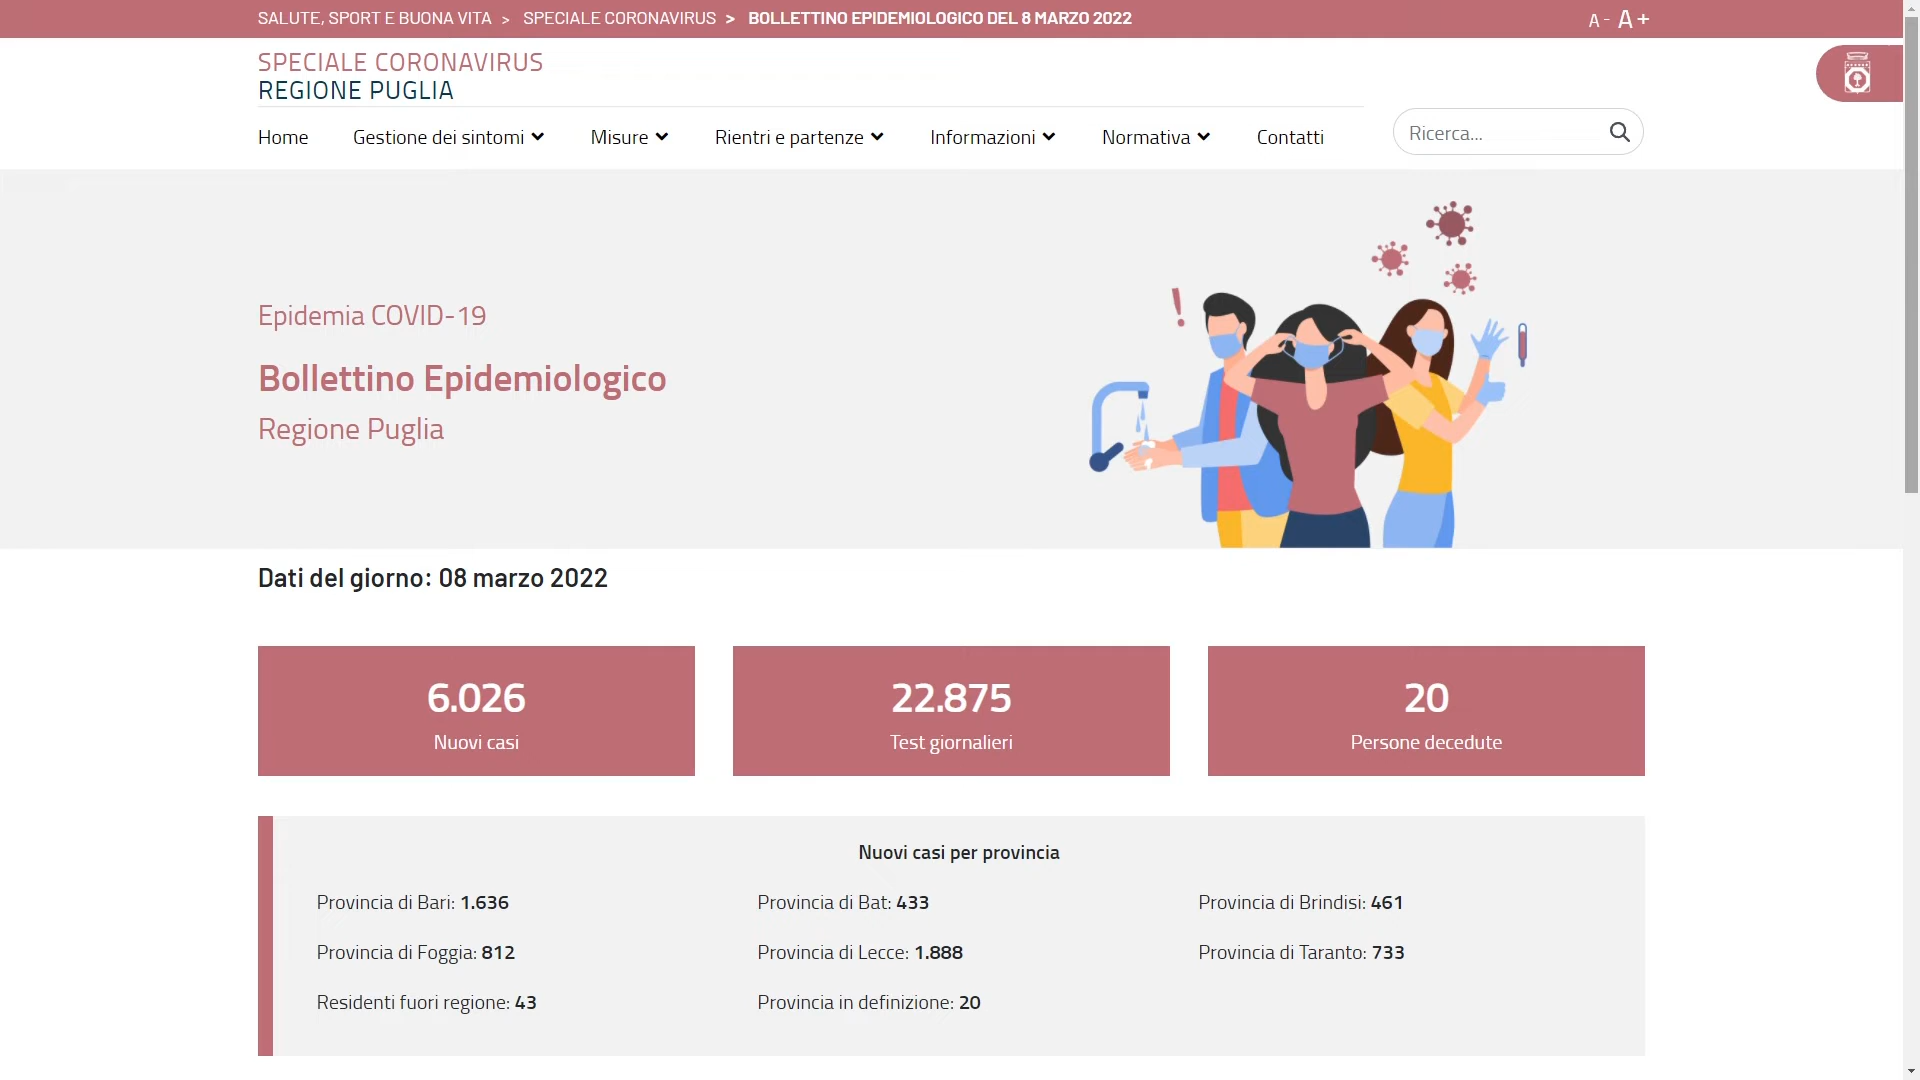 SALUTE, SPORT E BUONA VITA > SPECIALE CORONAVIRUS > BOLLETTINO EPIDEMIOLOGICO DEL 8 MARZO 2022
A- A+
SPECIALE CORONAVIRUS
REGIONE PUGLIA
Home Gestione dei sintomi Misure Rientri e partenze Informazioni Normativa Contatti
Ricerca...
Epidemia COVID-19
Bollettino Epidemiologico
Regione Puglia
Dati del giorno: 08 marzo 2022
6.026
Nuovi casi
22.875
Test giornalieri
20
Persone decedute
Nuovi casi per provincia
Provincia di Bari: 1.636
Provincia di Bat: 433
Provincia di Brindisi: 461
Provincia di Foggia: 812
Provincia di Lecce: 1.888
Provincia di Taranto: 733
Residenti fuori regione: 43
Provincia in definizione: 20